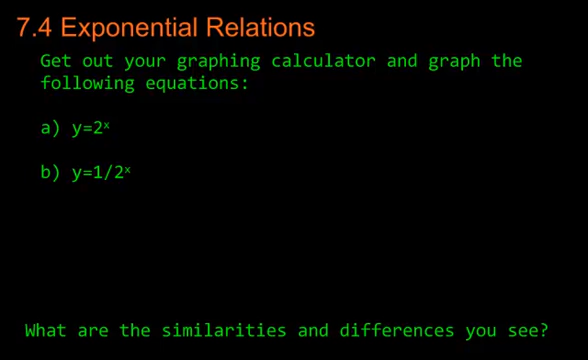 7.4 Exponential Relations
Get out your graphing calculator and graph the
following equations:
a) y=2ˣ
b) y=1/2ˣ
What are the similarities and differences you see?